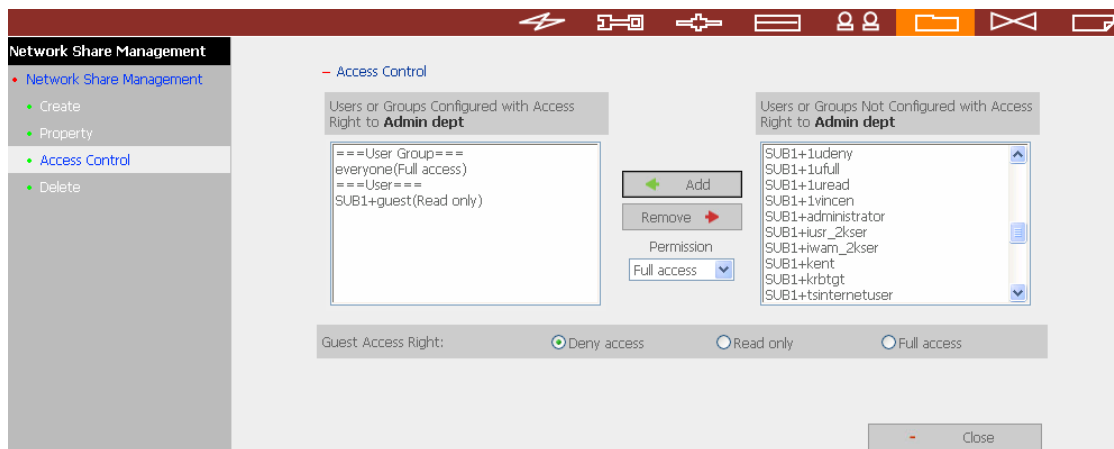 Network Share Management
Network Share Management
Create
Property
Access Control
Delete
– Access Control
Users or Groups Configured with Access
Right to Admin dept
===User Group===
everyone(Full access)
===User===
SUB1+guest(Read only)
Add
Remove
Permission
Full access
Users or Groups Not Configured with Access
Right to Admin dept
SUB1+1udeny
SUB1+1ufull
SUB1+1uread
SUB1+1vincen
SUB1+administrator
SUB1+iusr_2kser
SUB1+iwam_2kser
SUB1+kent
SUB1+krbtgt
SUB1+tsinternetuser
Guest Access Right: Deny access Read only Full access
- Close